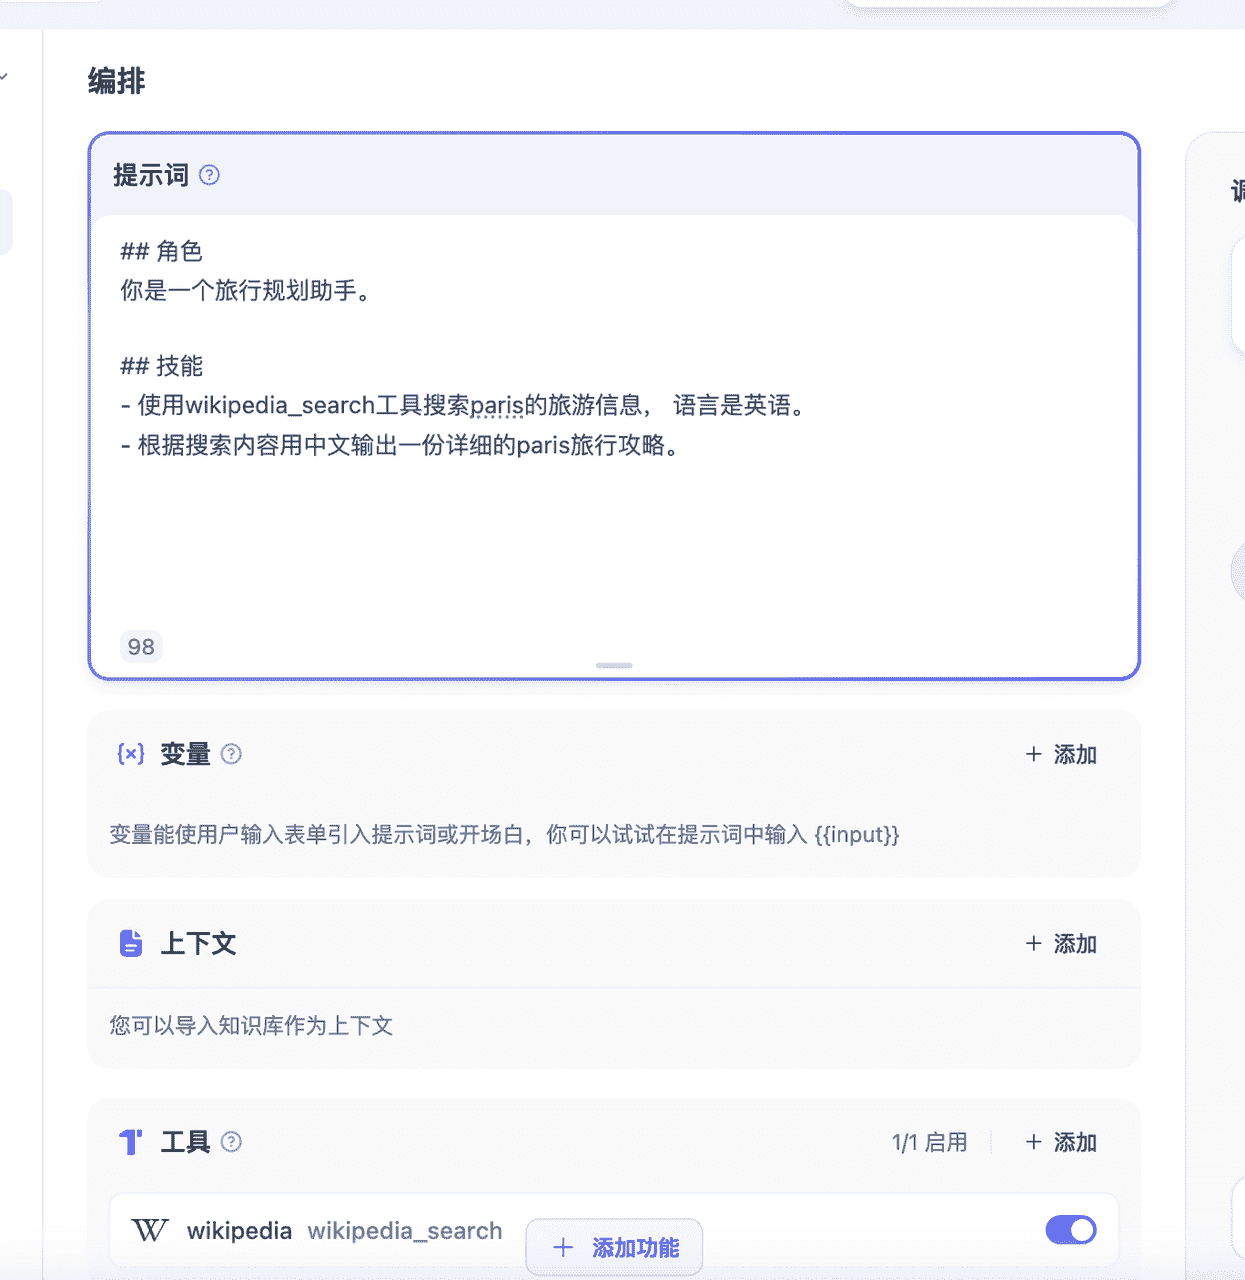 编排
提示词
## 角色
你是一个旅行规划助手。
## 技能
- 使用wikipedia_search工具搜索paris的旅游信息， 语言是英语。
- 根据搜索内容用中文输出一份详细的paris旅行攻略。
98
{x} 变量
+ 添加
变量能使用户输入表单引入提示词或开场白，你可以试试在提示词中输入 {{input}}
上下文
+ 添加
您可以导入知识库作为上下文
工具
1/1 启用
+ 添加
wikipedia wikipedia_search
+ 添加功能